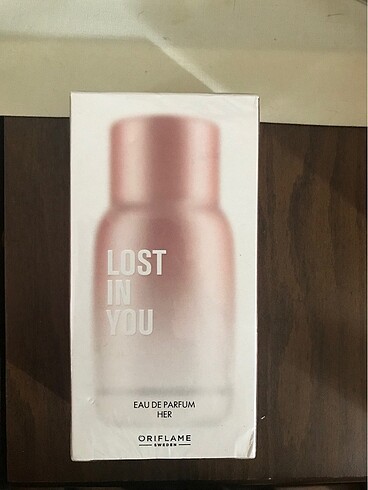 LOST
IN
YOU
EAU DE PARFUM
HER
ORIFLAME
SWEDEN